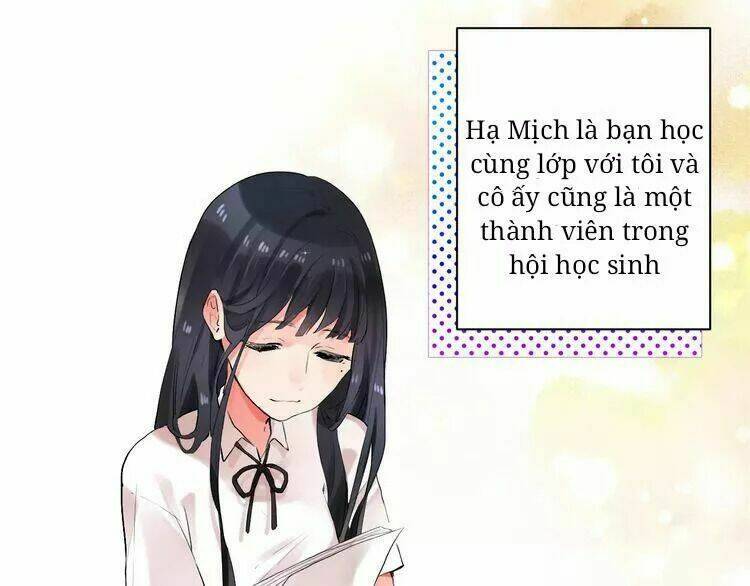 Hạ Mịch là bạn học
cùng lớp với tôi và
cô ấy cũng là một
thành viên trong
hội học sinh